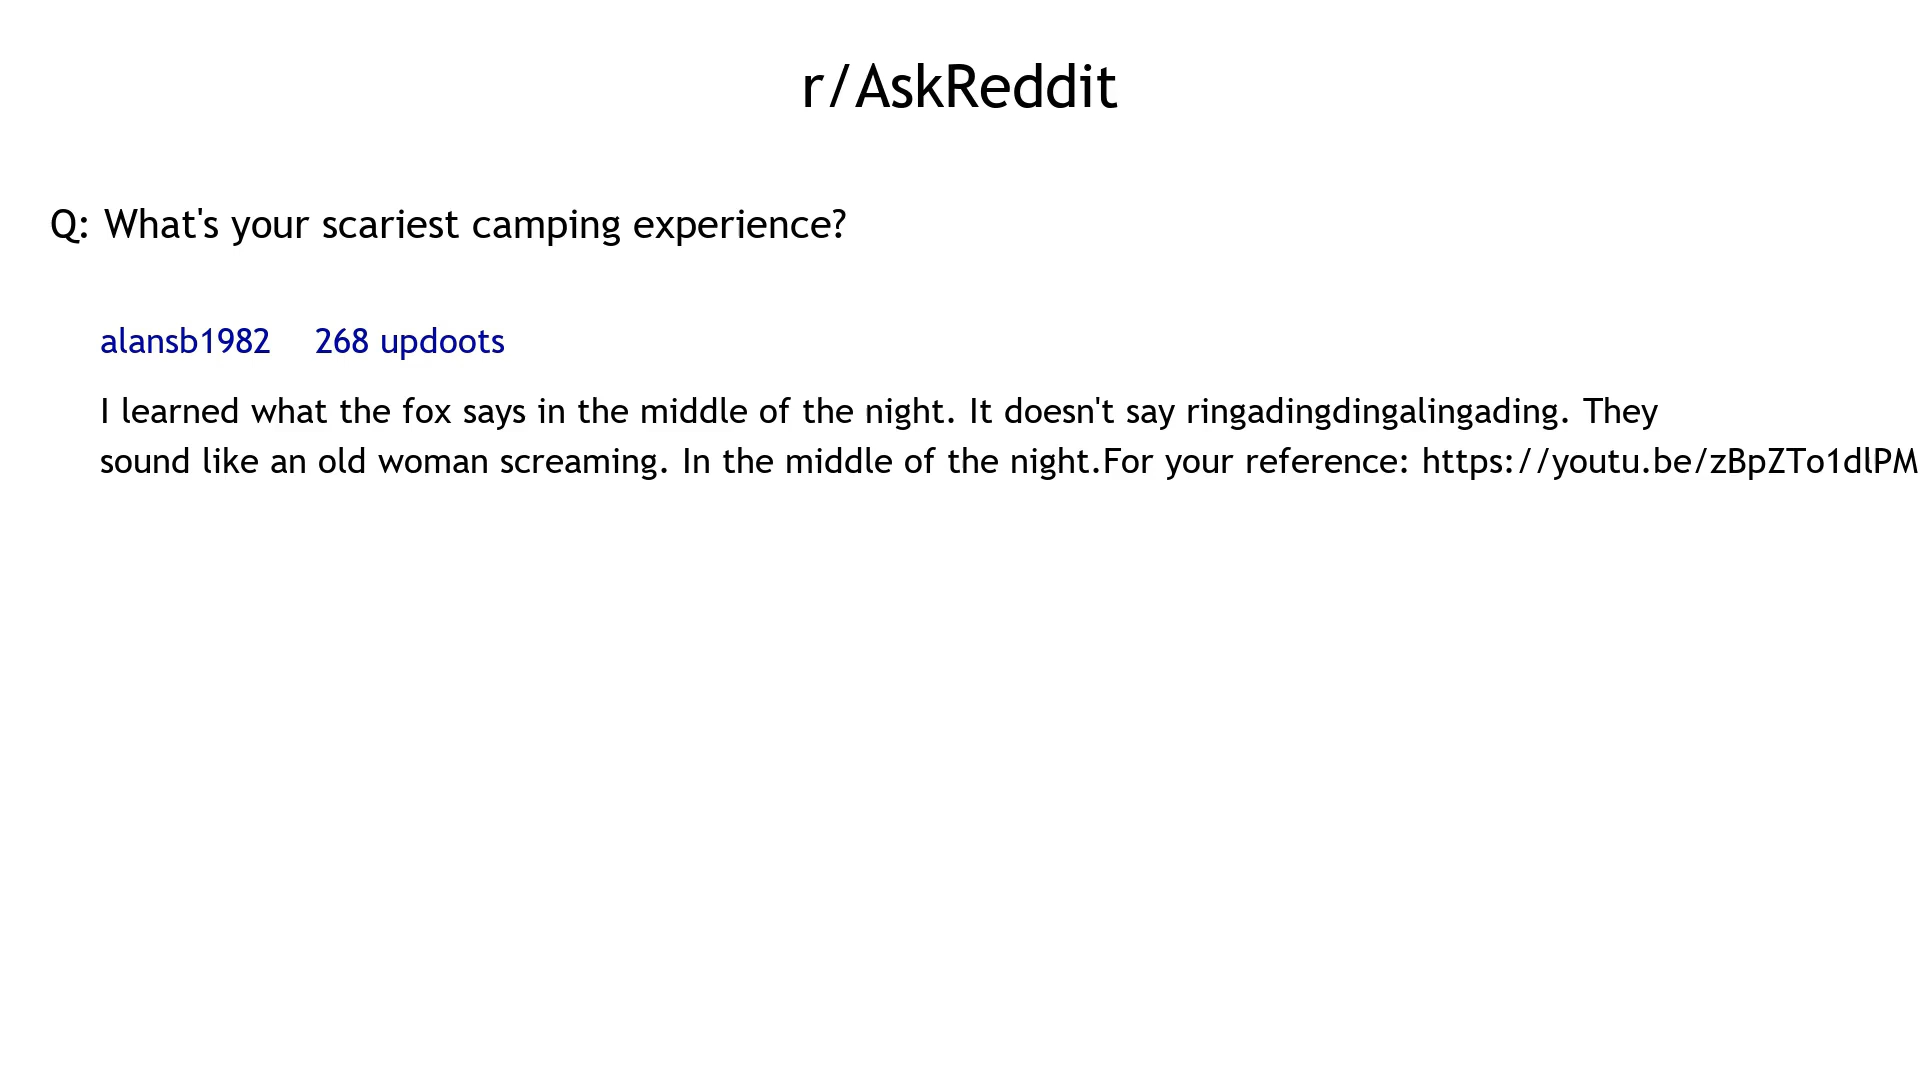 r/AskReddit
Q: What's your scariest camping experience?
alansb1982 268 updoots
I learned what the fox says in the middle of the night. It doesn't say ringadingdingalingading. They
sound like an old woman screaming. In the middle of the night.For your reference: https://youtu.be/zBpZTo1dlPM